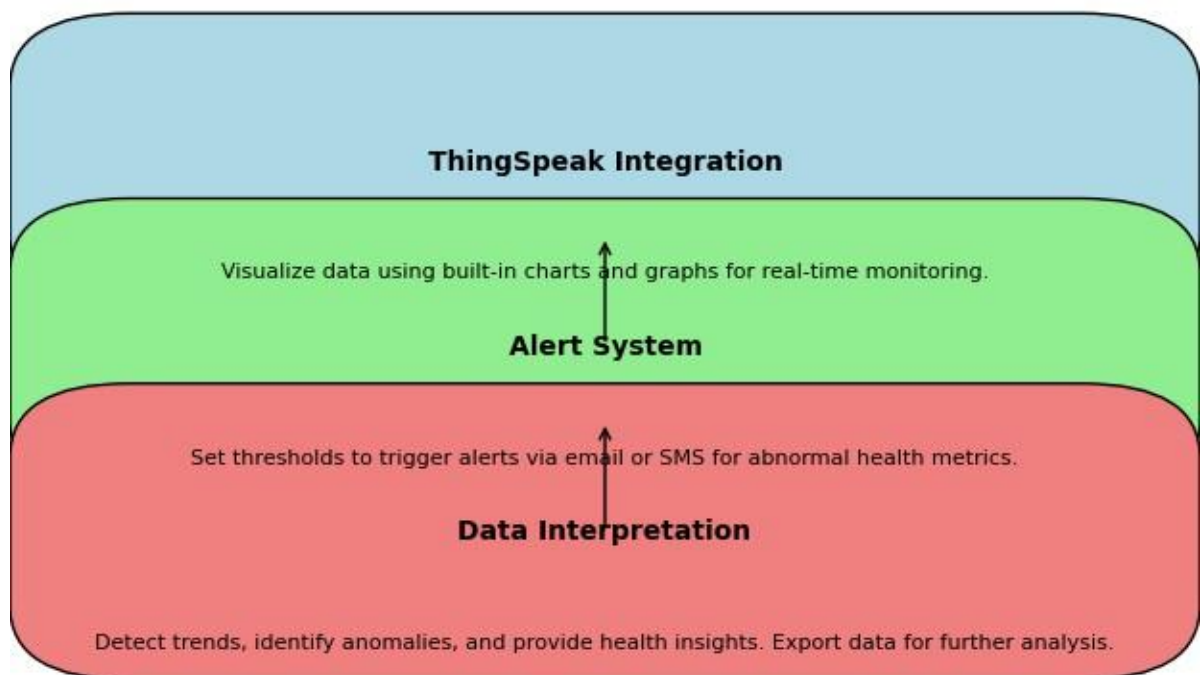 ThingSpeak Integration
Visualize data using built-in charts and graphs for real-time monitoring.
Alert System
Set thresholds to trigger alerts via email or SMS for abnormal health metrics.
Data Interpretation
Detect trends, identify anomalies, and provide health insights. Export data for further analysis.